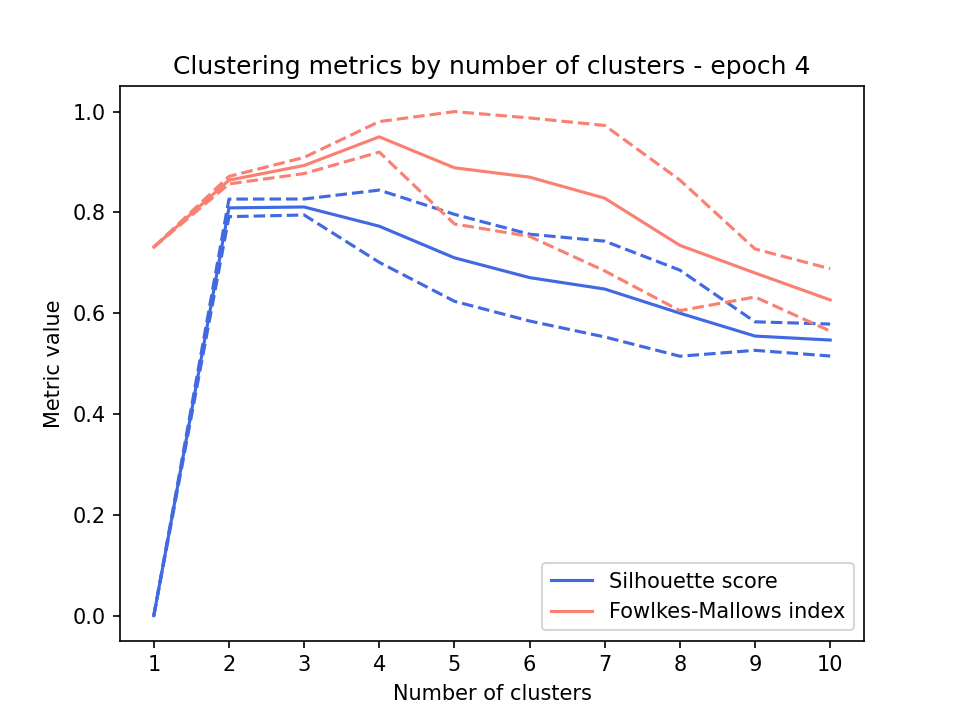 Clustering metrics by number of clusters - epoch 4
Metric value
1.0
0.8
0.6
0.4
0.2
0.0
Silhouette score
Fowlkes-Mallows index
1 2 3 4 5 6 7 8 9 10
Number of clusters